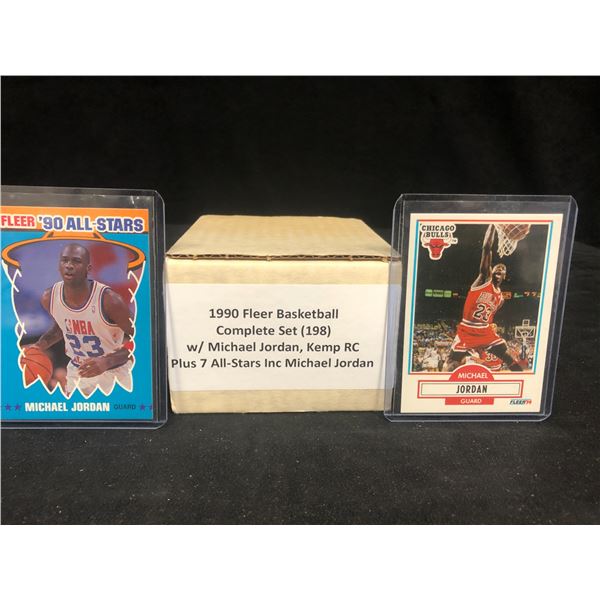 FLEER '90 ALL-STARS
NBA
23
MICHAEL JORDAN GUARD
1990 Fleer Basketball
Complete Set (198)
w/ Michael Jordan, Kemp RC
Plus 7 All-Stars Inc Michael Jordan
CHICAGO
BULLS
23
MICHAEL
JORDAN
GUARD
FLEER '90